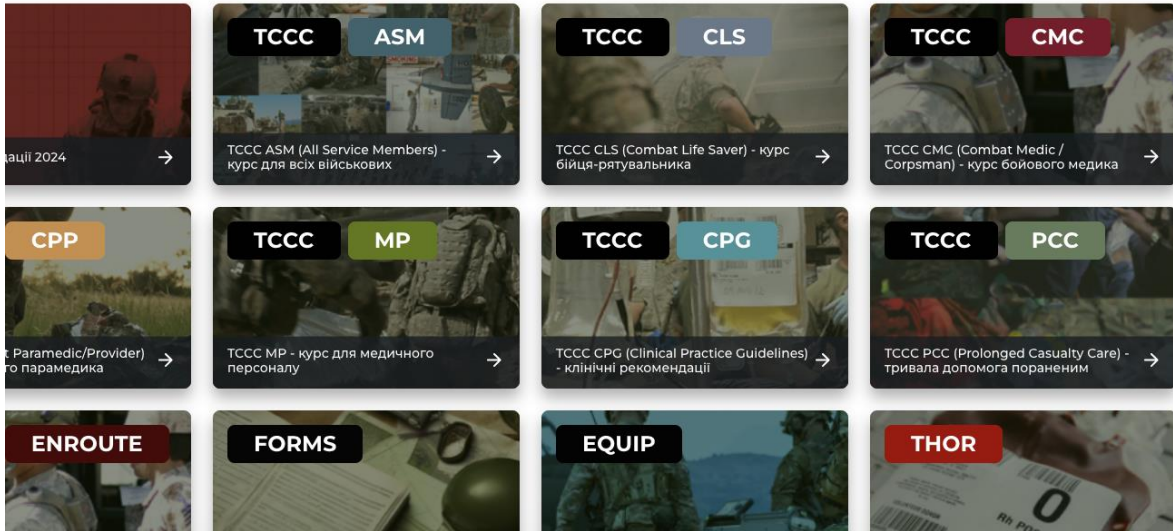 TCCC ASM
TCCC CLS
TCCC CMC
2024
TCCC ASM (All Service Members) -
курс для всіх військових
TCCC CLS (Combat Life Saver) - курс
бійця-рятувальника
TCCC CMC (Combat Medic /
Corpsman) - курс бойового медика
CPP
TCCC MP
TCCC CPG
TCCC PCC
Paramedic/Provider)
парамедика
TCCC MP - курс для медичного
персоналу
TCCC CPG (Clinical Practice Guidelines)
- клінічні рекомендації
TCCC PCC (Prolonged Casualty Care) -
тривала допомога пораненим
ENROUTE
FORMS
EQUIP
THOR
0